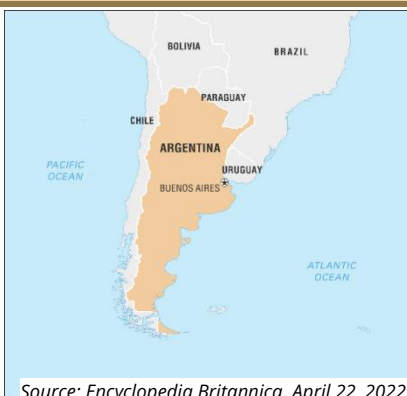 BOLIVIA
BRAZIL
PARAGUAY
CHILE
ARGENTINA
PACIFIC
OCEAN
URUGUAY
BUENOS AIRES
ATLANTIC
OCEAN
Source: Encyclopedia Britannica, April 22, 2022